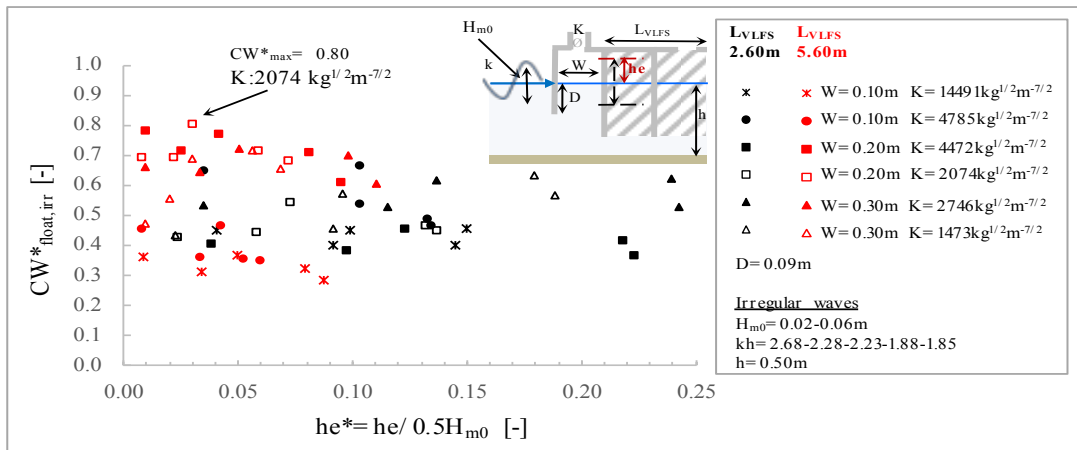 CW*max= 0.80
K:2074 kg1/2m-7/2
1.0
0.9
0.8
0.7
0.6
0.5
0.4
0.3
0.2
0.1
0.0
CW*float,irr [-]
0.00
0.05
0.10
0.15
0.20
0.25
he*= he/ 0.5Hm0 [-]
Hm0
k
K
Ø
W
D
he
LVLFS
h
LVLFS LVLFS
2.60m 5.60m
W= 0.10m K= 14491kg1/2m-7/2
W= 0.10m K= 4785kg1/2m-7/2
W= 0.20m K= 4472kg1/2m-7/2
W= 0.20m K= 2074kg1/2m-7/2
W= 0.30m K= 2746kg1/2m-7/2
W= 0.30m K= 1473kg1/2m-7/2
D= 0.09m
Irregular waves
Hm0= 0.02-0.06m
kh= 2.68-2.28-2.23-1.88-1.85
h= 0.50m